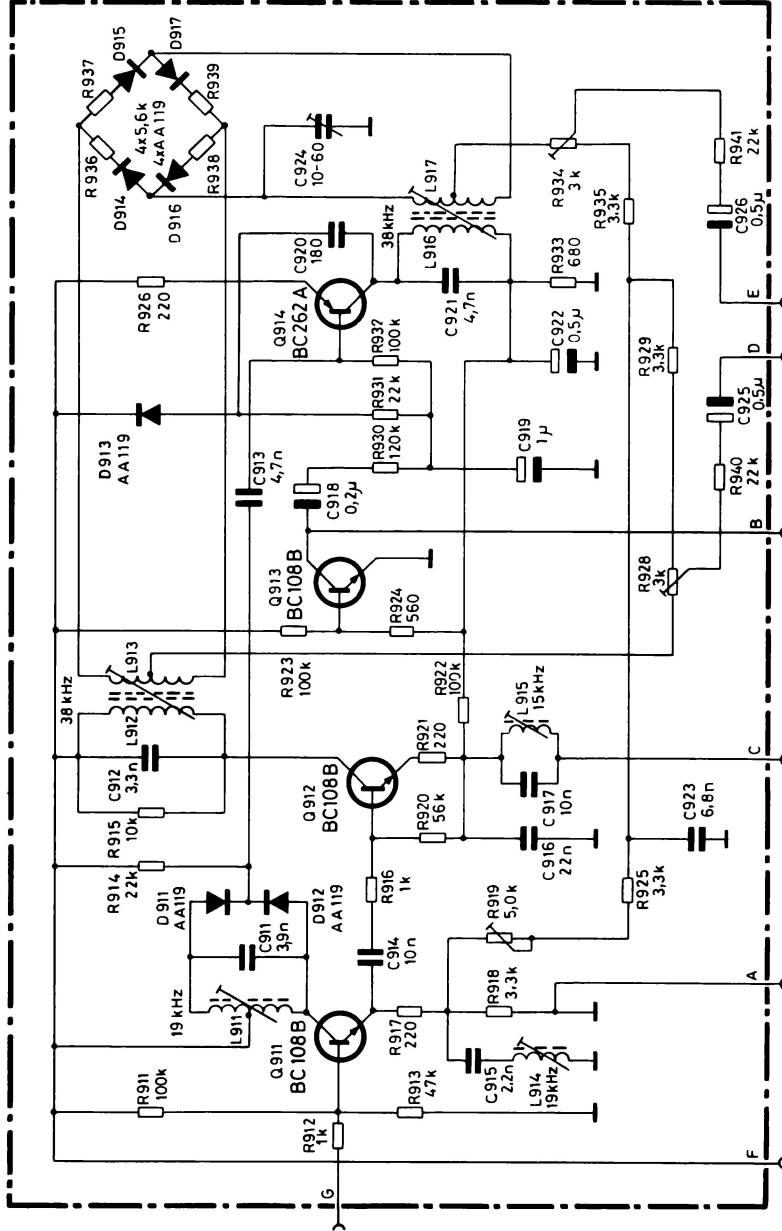 G
R912
1k
R911
100k
19 kHz
L911
Q911
BC108B
R913
47k
F
D911
AA119
C911
3,9n
D912
AA119
R914
22k
R915
10k
C912
3,3n
L912
38 kHz
L913
C914
10n
R916
1k
R917
220
C915
2.2n
L914
19kHz
R918
3,3k
R919
5,0k
A
Q912
BC108B
R920
56k
R921
220
R922
100k
C916
22n
C917
10n
L915
15kHz
R925
3,3k
C923
6,8n
C
R923
100k
Q913
BC108B
R924
560
C913
4,7n
C918
0,2µ
B
D913
AA119
R930
120k
R931
22k
R937
100k
C919
1µ
R928
3k
R940
22k
C925
0.5µ
D
R926
220
Q914
BC262A
C920
180
C921
4,7n
C922
0,5µ
R933
680
R929
3,3k
38kHz
L916
L917
C924
10-60
R934
3k
R935
3.3k
E
C926
0,5µ
R941
22k
R936
R937
D914
D915
4x5,6k
4xAA119
D916
D917
R938
R939